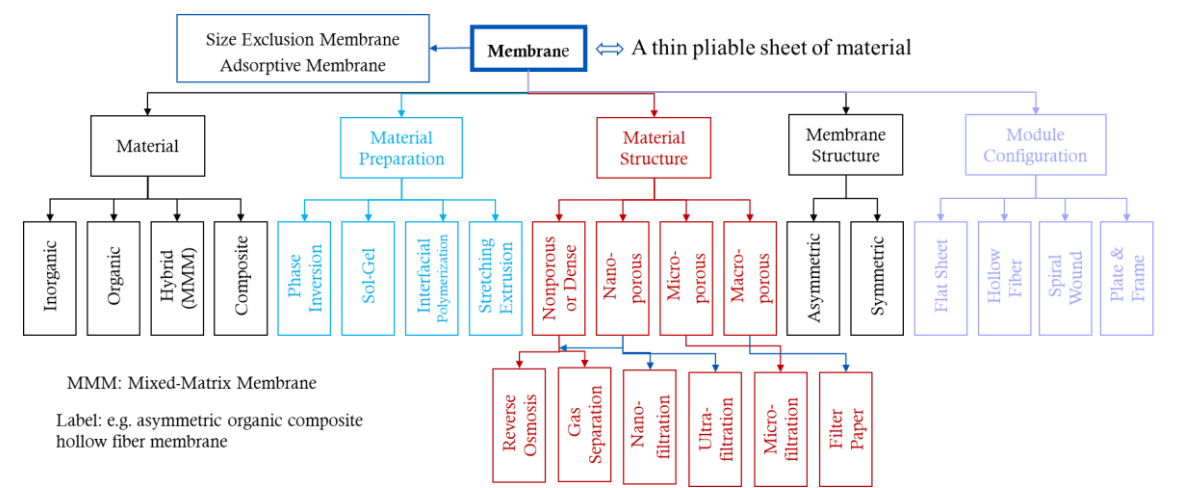 Size Exclusion Membrane
Adsorptive Membrane
Membrane
A thin pliable sheet of material
Material
Material
Preparation
Material
Structure
Membrane
Structure
Module
Configuration
Inorganic
Organic
Hybrid
(MMM)
Composite
Phase
Inversion
Sol-Gel
Interfacial
Polymerization
Stretching
Extrusion
Nonporous
or Dense
Nano-
porous
Micro-
porous
Macro-
porous
Asymmetric
Symmetric
Flat Sheet
Hollow
Fiber
Spiral
Wound
Plate &
Frame
Reverse
Osmosis
Gas
Separation
Nano-
filtration
Ultra-
filtration
Micro-
filtration
Filter
Paper
MMM: Mixed-Matrix Membrane
Label: e.g. asymmetric organic composite
hollow fiber membrane